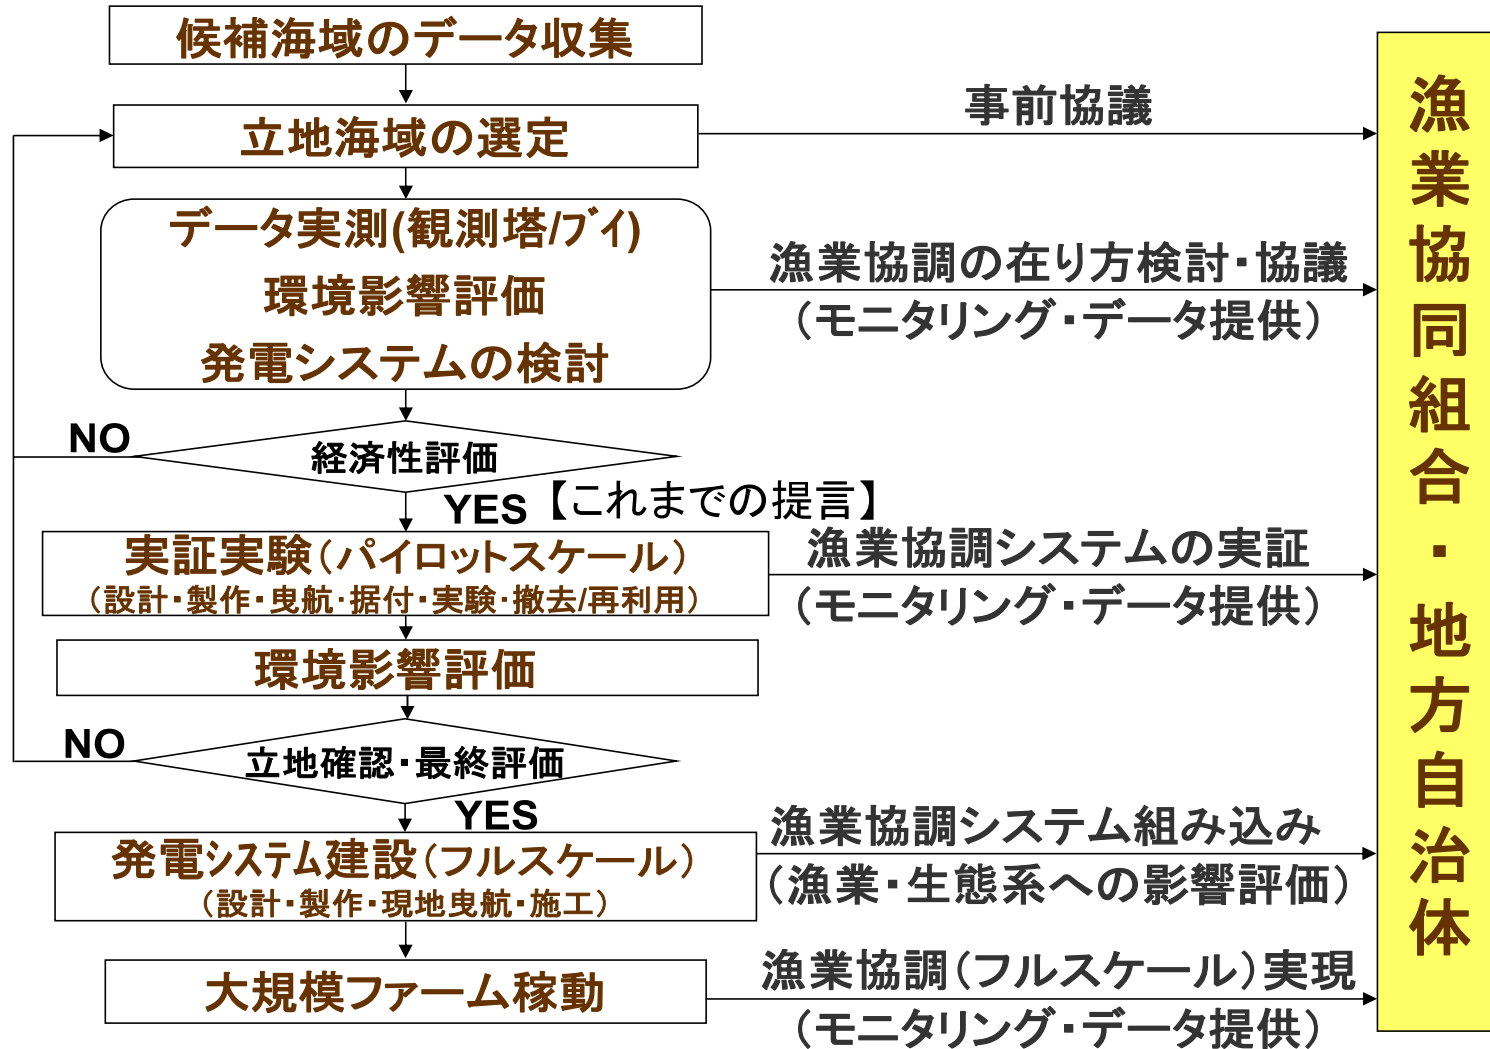 候補海域のデータ収集
立地海域の選定
事前協議
データ実測(観測塔/ブイ)
環境影響評価
発電システムの検討
漁業協調の在り方検討・協議
（モニタリング・データ提供）
NO
経済性評価
YES
【これまでの提言】
実証実験（パイロットスケール）
（設計・製作・曳航・据付・実験・撤去/再利用）
漁業協調システムの実証
（モニタリング・データ提供）
環境影響評価
NO
立地確認・最終評価
YES
発電システム建設（フルスケール）
（設計・製作・現地曳航・施工）
漁業協調システム組み込み
（漁業・生態系への影響評価）
大規模ファーム稼動
漁業協調（フルスケール）実現
（モニタリング・データ提供）
漁業協同組合・地方自治体